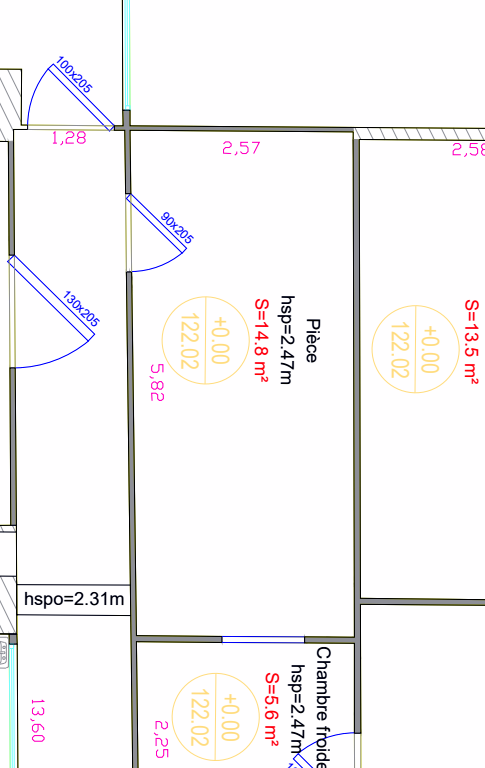 100x205
1,28
2,57
2,58
90x205
130x205
Pièce
hsp=2.47m
S=14.8 m²
+0.00
122.02
5,82
S=13.5 m²
+0.00
122.02
hspo=2.31m
13,60
Chambre froide
hsp=2.47m
S=5.6 m²
+0.00
122.02
2,25